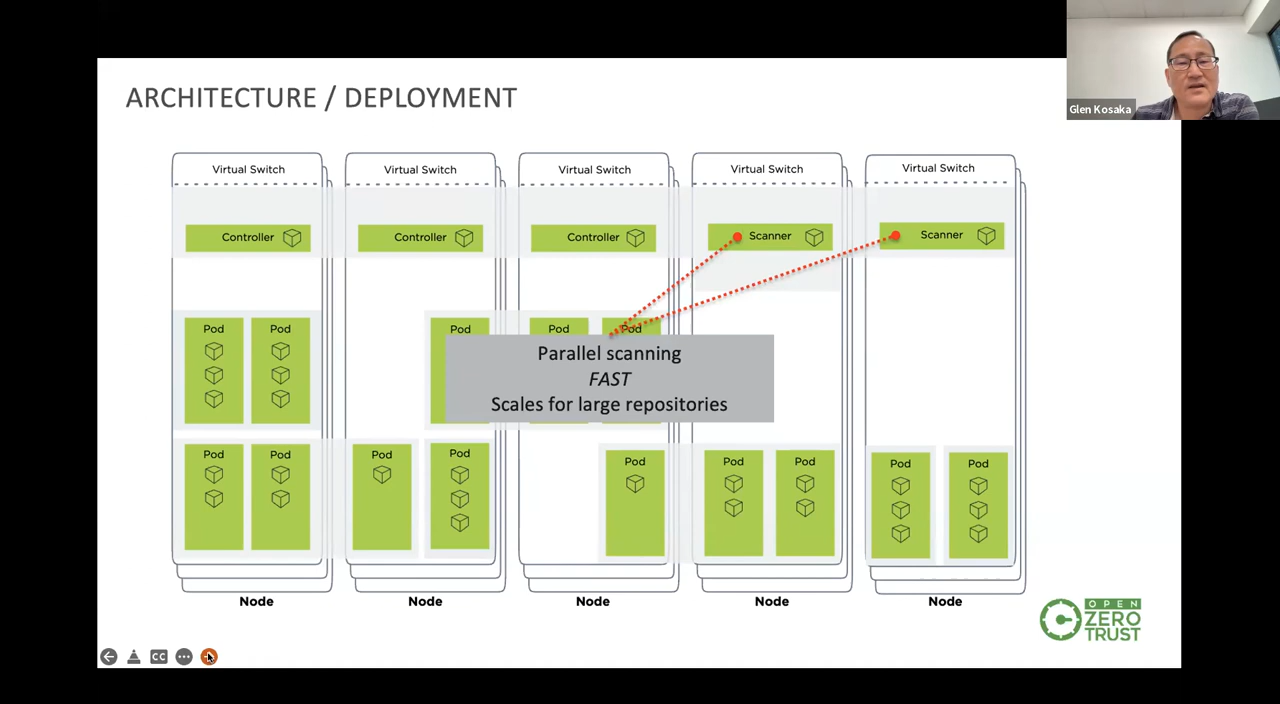 Glen Kosaka
ARCHITECTURE / DEPLOYMENT
Virtual Switch
Virtual Switch
Virtual Switch
Virtual Switch
Virtual Switch
Controller
Controller
Controller
Scanner
Scanner
Pod
Pod
Pod
Pod
Pod
Parallel scanning
FAST
Scales for large repositories
Pod
Pod
Pod
Pod
Pod
Pod
Pod
Pod
Pod
Node
Node
Node
Node
Node
OPEN
ZERO
TRUST
CC